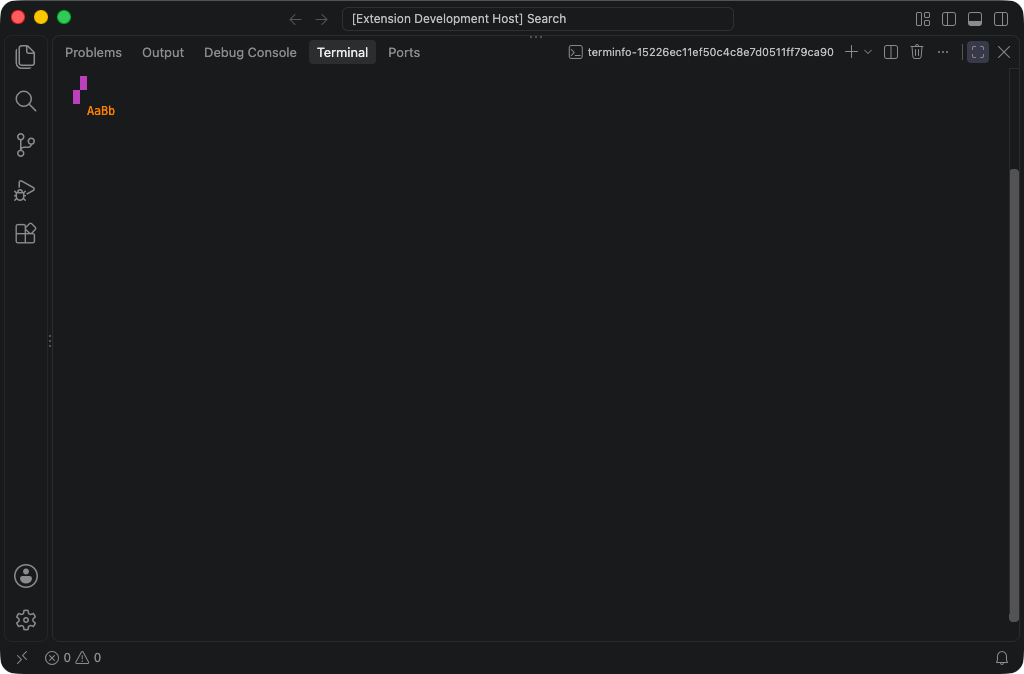 [Extension Development Host] Search
Problems Output Debug Console Terminal Ports terminfo-15226ec11ef50c4c8e7d0511ff79ca90
AaBb
0 0